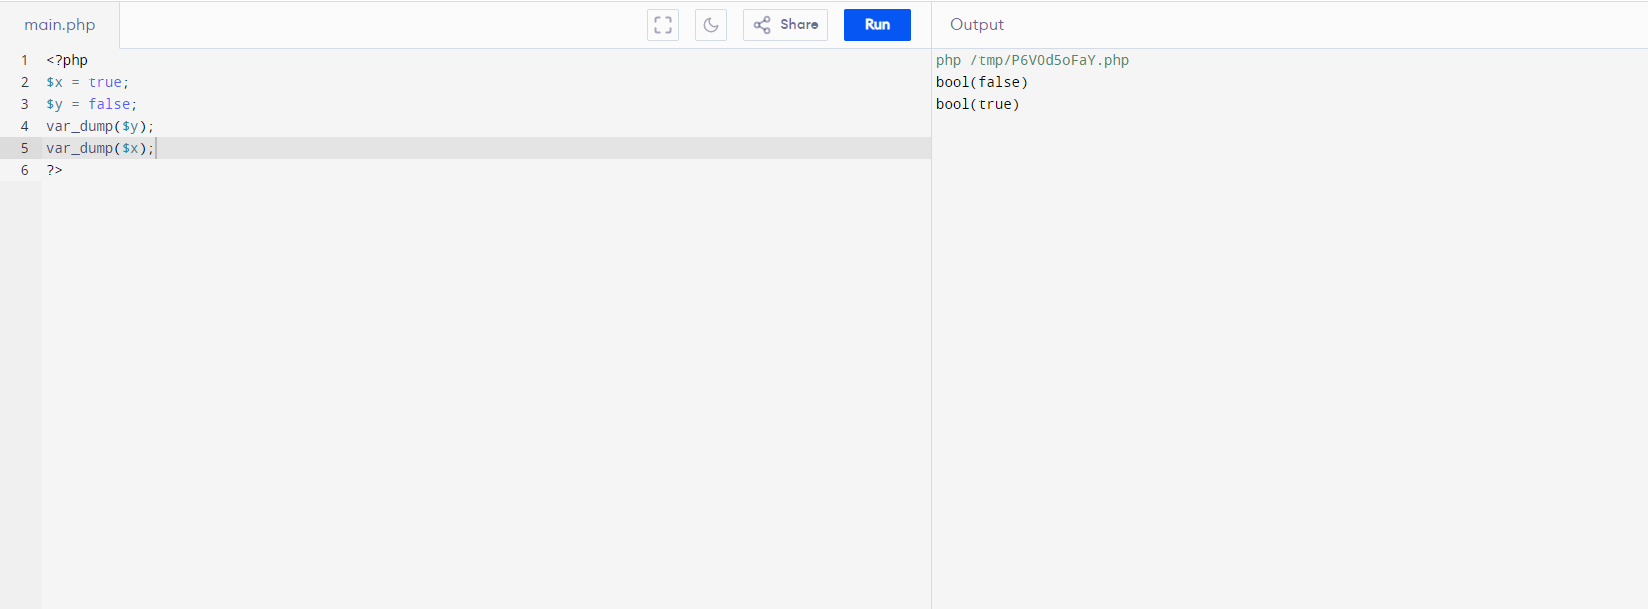 main.php
Share
Run
Output
1 <?php
2 $x = true;
3 $y = false;
4 var_dump($y);
5 var_dump($x);
6 ?>
php /tmp/P6VOd5oFaY.php
bool(false)
bool(true)